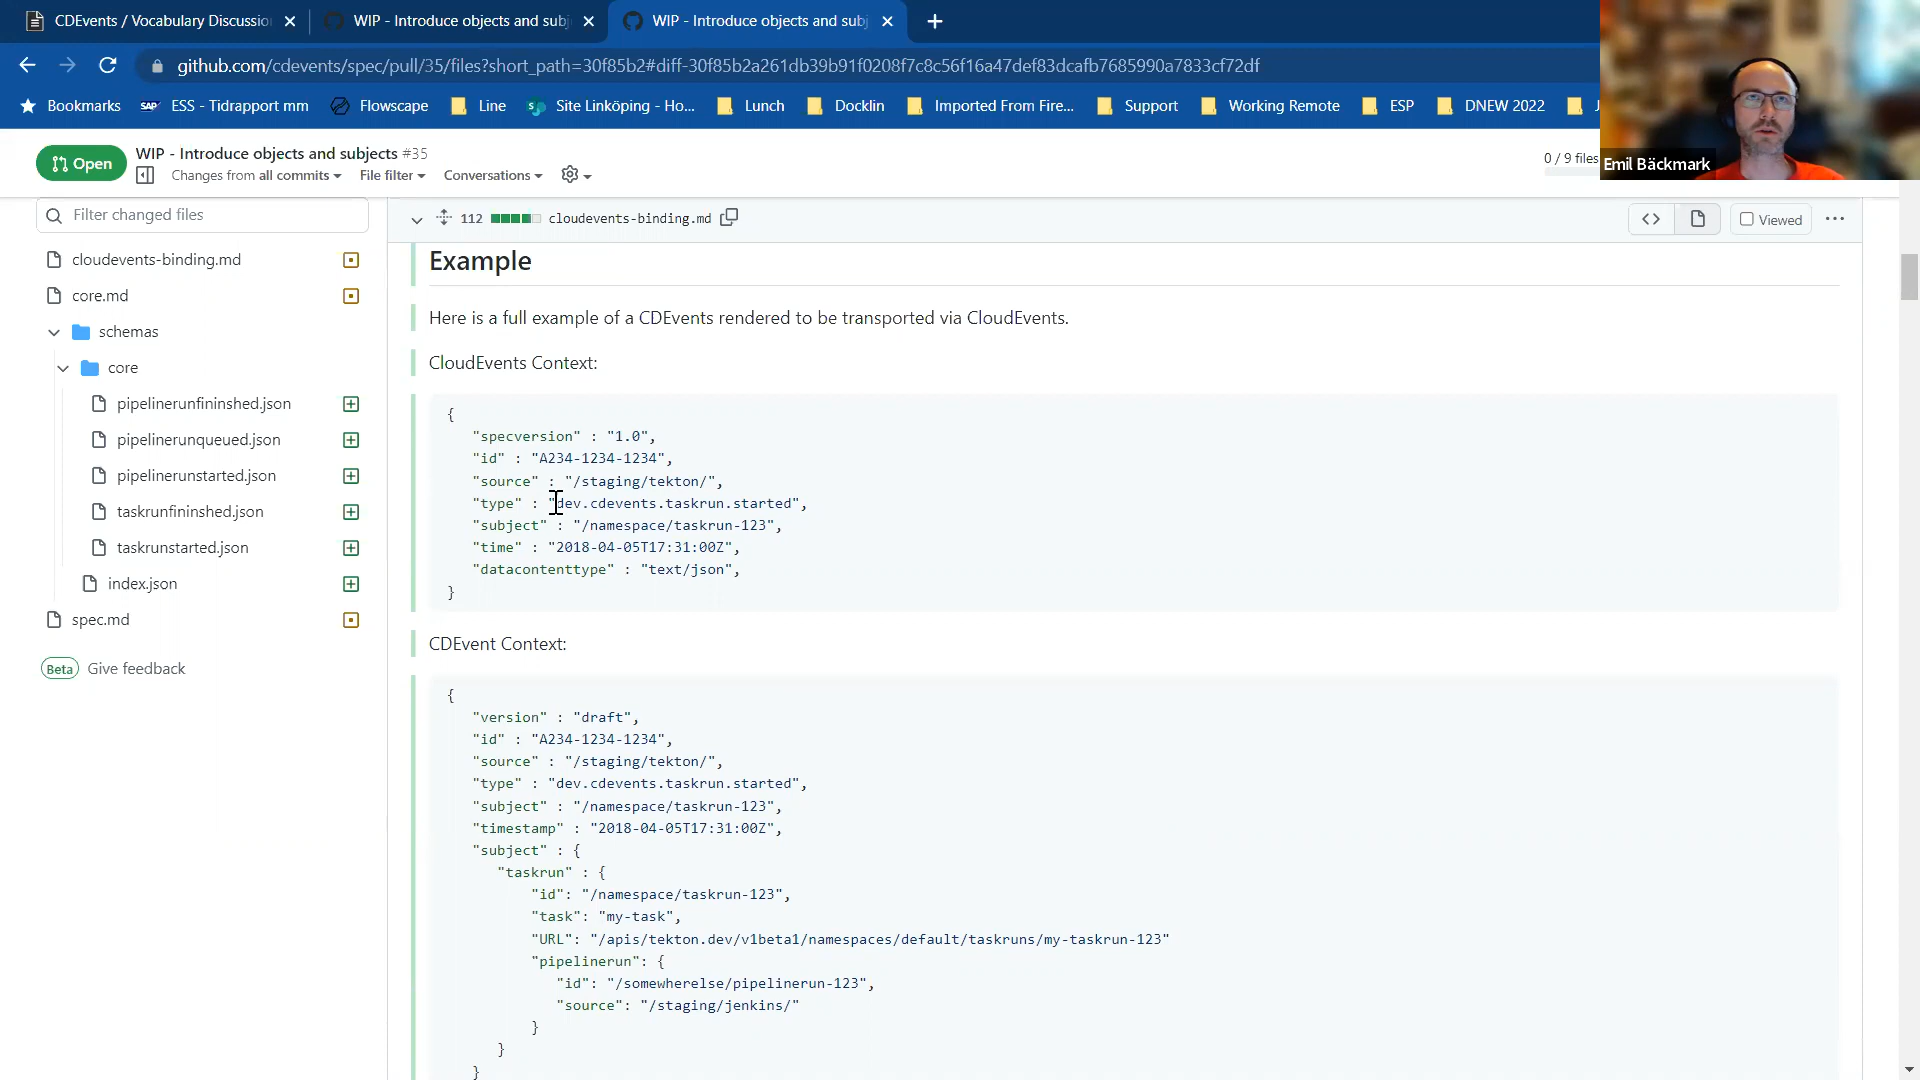 CDEvents / Vocabulary Discussio
WIP - Introduce objects and subj
WIP - Introduce objects and subj
github.com/cdevents/spec/pull/35/files?short_path=30f85b2#diff-30f85b2a261db39b91f0208f7c8c56f16a47def83dcafb7685990a7833cf72df
Bookmarks
SAP ESS - Tidrapport mm
Flowscape
Line
Site Linköping - Ho...
Lunch
Docklin
Imported From Fire...
Support
Working Remote
ESP
DNEW 2022
J
Open
WIP - Introduce objects and subjects #35
Changes from all commits
File filter
Conversations
0 / 9 files
Emil Bäckmark
Filter changed files
cloudevents-binding.md
core.md
schemas
core
pipelinerunfininshed.json
pipelinerunqueued.json
pipelinerunstarted.json
taskrunfininshed.json
taskrunstarted.json
index.json
spec.md
Beta Give feedback
112 cloudevents-binding.md
Viewed
Example
Here is a full example of a CDEvents rendered to be transported via CloudEvents.
CloudEvents Context:
{
"specversion" : "1.0",
"id" : "A234-1234-1234",
"source" : "/staging/tekton/",
"type" : "dev.cdevents.taskrun.started",
"subject" : "/namespace/taskrun-123",
"time" : "2018-04-05T17:31:00Z",
"datacontenttype" : "text/json",
}
CDEvent Context:
{
"version" : "draft",
"id" : "A234-1234-1234",
"source" : "/staging/tekton/",
"type" : "dev.cdevents.taskrun.started",
"subject" : "/namespace/taskrun-123",
"timestamp" : "2018-04-05T17:31:00Z",
"subject" : {
"taskrun" : {
"id": "/namespace/taskrun-123",
"task": "my-task",
"URL": "/apis/tekton.dev/v1beta1/namespaces/default/taskruns/my-taskrun-123"
"pipelinerun": {
"id": "/somewherelse/pipelinerun-123",
"source": "/staging/jenkins/"
}
}
}